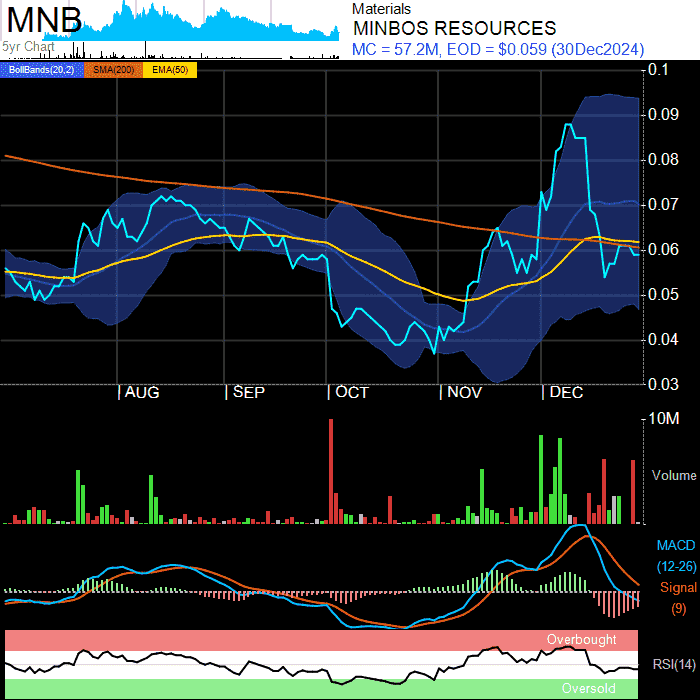 MNB
5yr Chart
Materials
MINBOS RESOURCES
MC = 57.2M, EOD = $0.059 (30Dec2024)
BollBands(20,2) SMA(200) EMA(50)
0.1
0.09
0.08
0.07
0.06
0.05
0.04
0.03
AUG SEP OCT NOV DEC
10M
Volume
MACD
(12-26)
Signal
(9)
Overbought
RSI(14)
Oversold